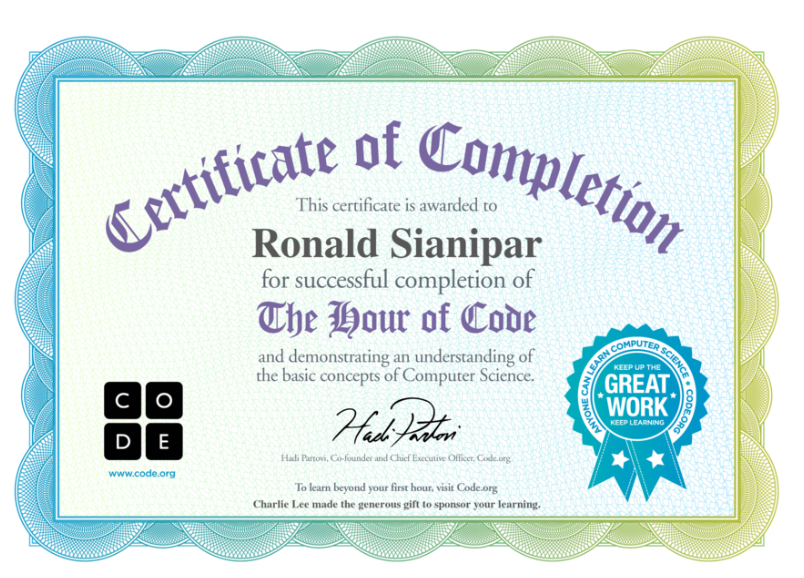 Certificate of Completion
This certificate is awarded to
Ronald Sianipar
for successful completion of
The Hour of Code
and demonstrating an understanding of
the basic concepts of Computer Science.
CO
DE
www.code.org
Hadi Partovi
Hadi Partovi, Co-founder and Chief Executive Officer, Code.org
To learn beyond your first hour, visit Code.org
Charlie Lee made the generous gift to sponsor your learning.
ANYONE CAN LEARN COMPUTER SCIENCE • CODE.ORG
KEEP UP THE
GREAT
WORK
KEEP LEARNING